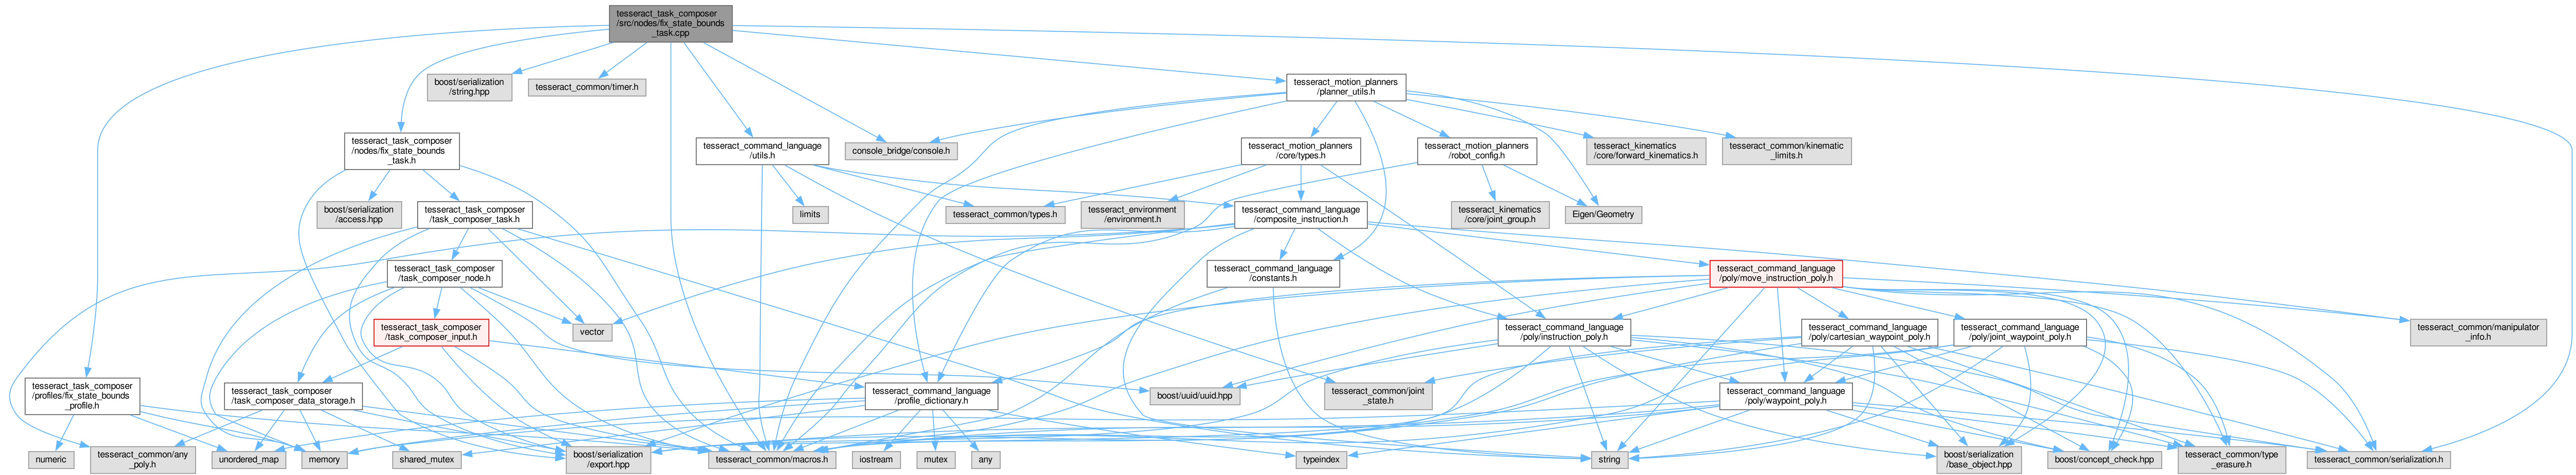 tesseract_task_composer
/src/nodes/fix_state_bounds
_task.cpp
boost/serialization
/string.hpp
tesseract_common/timer.h
tesseract_motion_planners
/planner_utils.h
tesseract_task_composer
/nodes/fix_state_bounds
_task.h
tesseract_command_language
/utils.h
console_bridge/console.h
tesseract_motion_planners
/core/types.h
tesseract_motion_planners
/robot_config.h
tesseract_kinematics
/core/forward_kinematics.h
tesseract_common/kinematic
_limits.h
boost/serialization
/access.hpp
tesseract_task_composer
/task_composer_task.h
limits
tesseract_common/types.h
tesseract_environment
/environment.h
tesseract_command_language
/composite_instruction.h
tesseract_kinematics
/core/joint_group.h
Eigen/Geometry
tesseract_task_composer
/task_composer_node.h
tesseract_command_language
/constants.h
tesseract_command_language
/poly/move_instruction_poly.h
tesseract_task_composer
/task_composer_input.h
vector
tesseract_command_language
/poly/instruction_poly.h
tesseract_command_language
/poly/cartesian_waypoint_poly.h
tesseract_command_language
/poly/joint_waypoint_poly.h
tesseract_common/manipulator
_info.h
tesseract_task_composer
/profiles/fix_state_bounds
_profile.h
tesseract_task_composer
/task_composer_data_storage.h
tesseract_command_language
/profile_dictionary.h
boost/uuid/uuid.hpp
tesseract_common/joint
_state.h
tesseract_command_language
/poly/waypoint_poly.h
numeric
tesseract_common/any
_poly.h
unordered_map
memory
shared_mutex
boost/serialization
/export.hpp
tesseract_common/macros.h
iostream
mutex
any
typeindex
string
boost/serialization
/base_object.hpp
boost/concept_check.hpp
tesseract_common/type
_erasure.h
tesseract_common/serialization.h